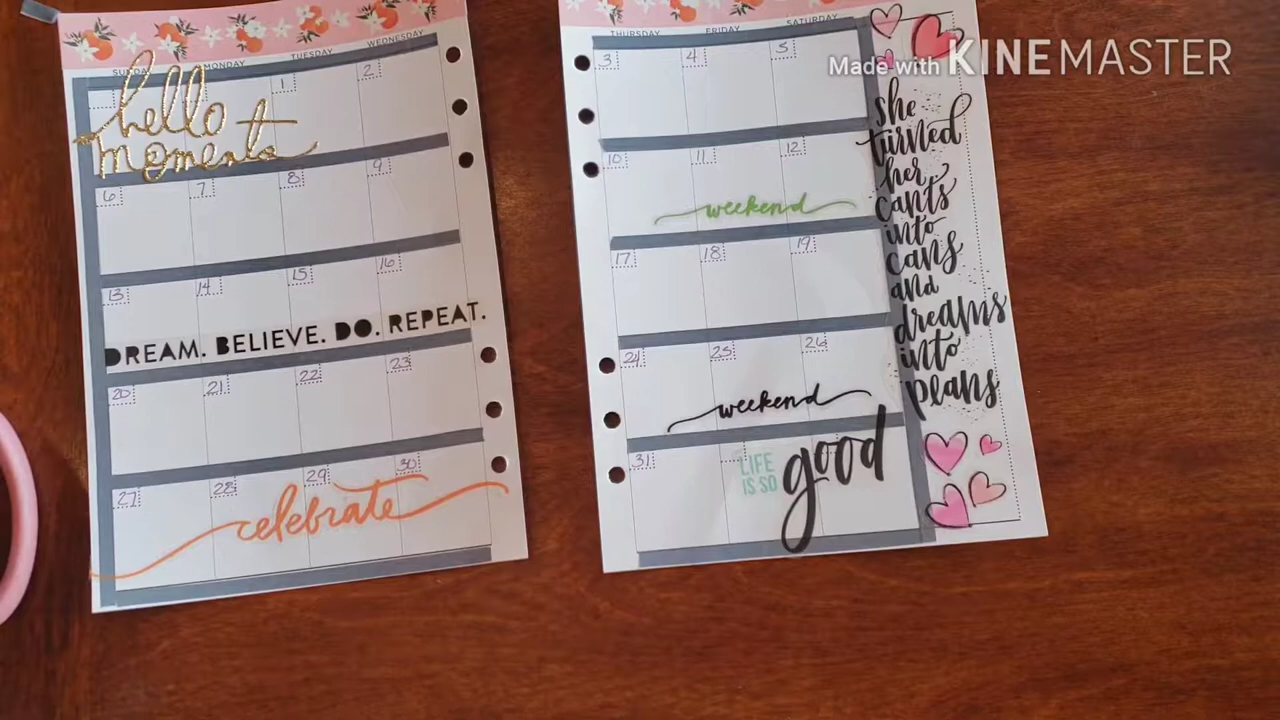 SUNDAY MONDAY TUESDAY WEDNESDAY
hello
moments
1 2
6 7 8 9
13 14 15 16
DREAM. BELIEVE. DO. REPEAT.
20 21 22 23
27 28 29 30
celebrate
THURSDAY FRIDAY SATURDAY
3 4 5
10 11 12
weekend
17 18 19
24 25 26
weekend
31
LIFE
IS SO
good
she
turned
her
cants
into
cans
and
dreams
into
plans
Made with KINEMASTER